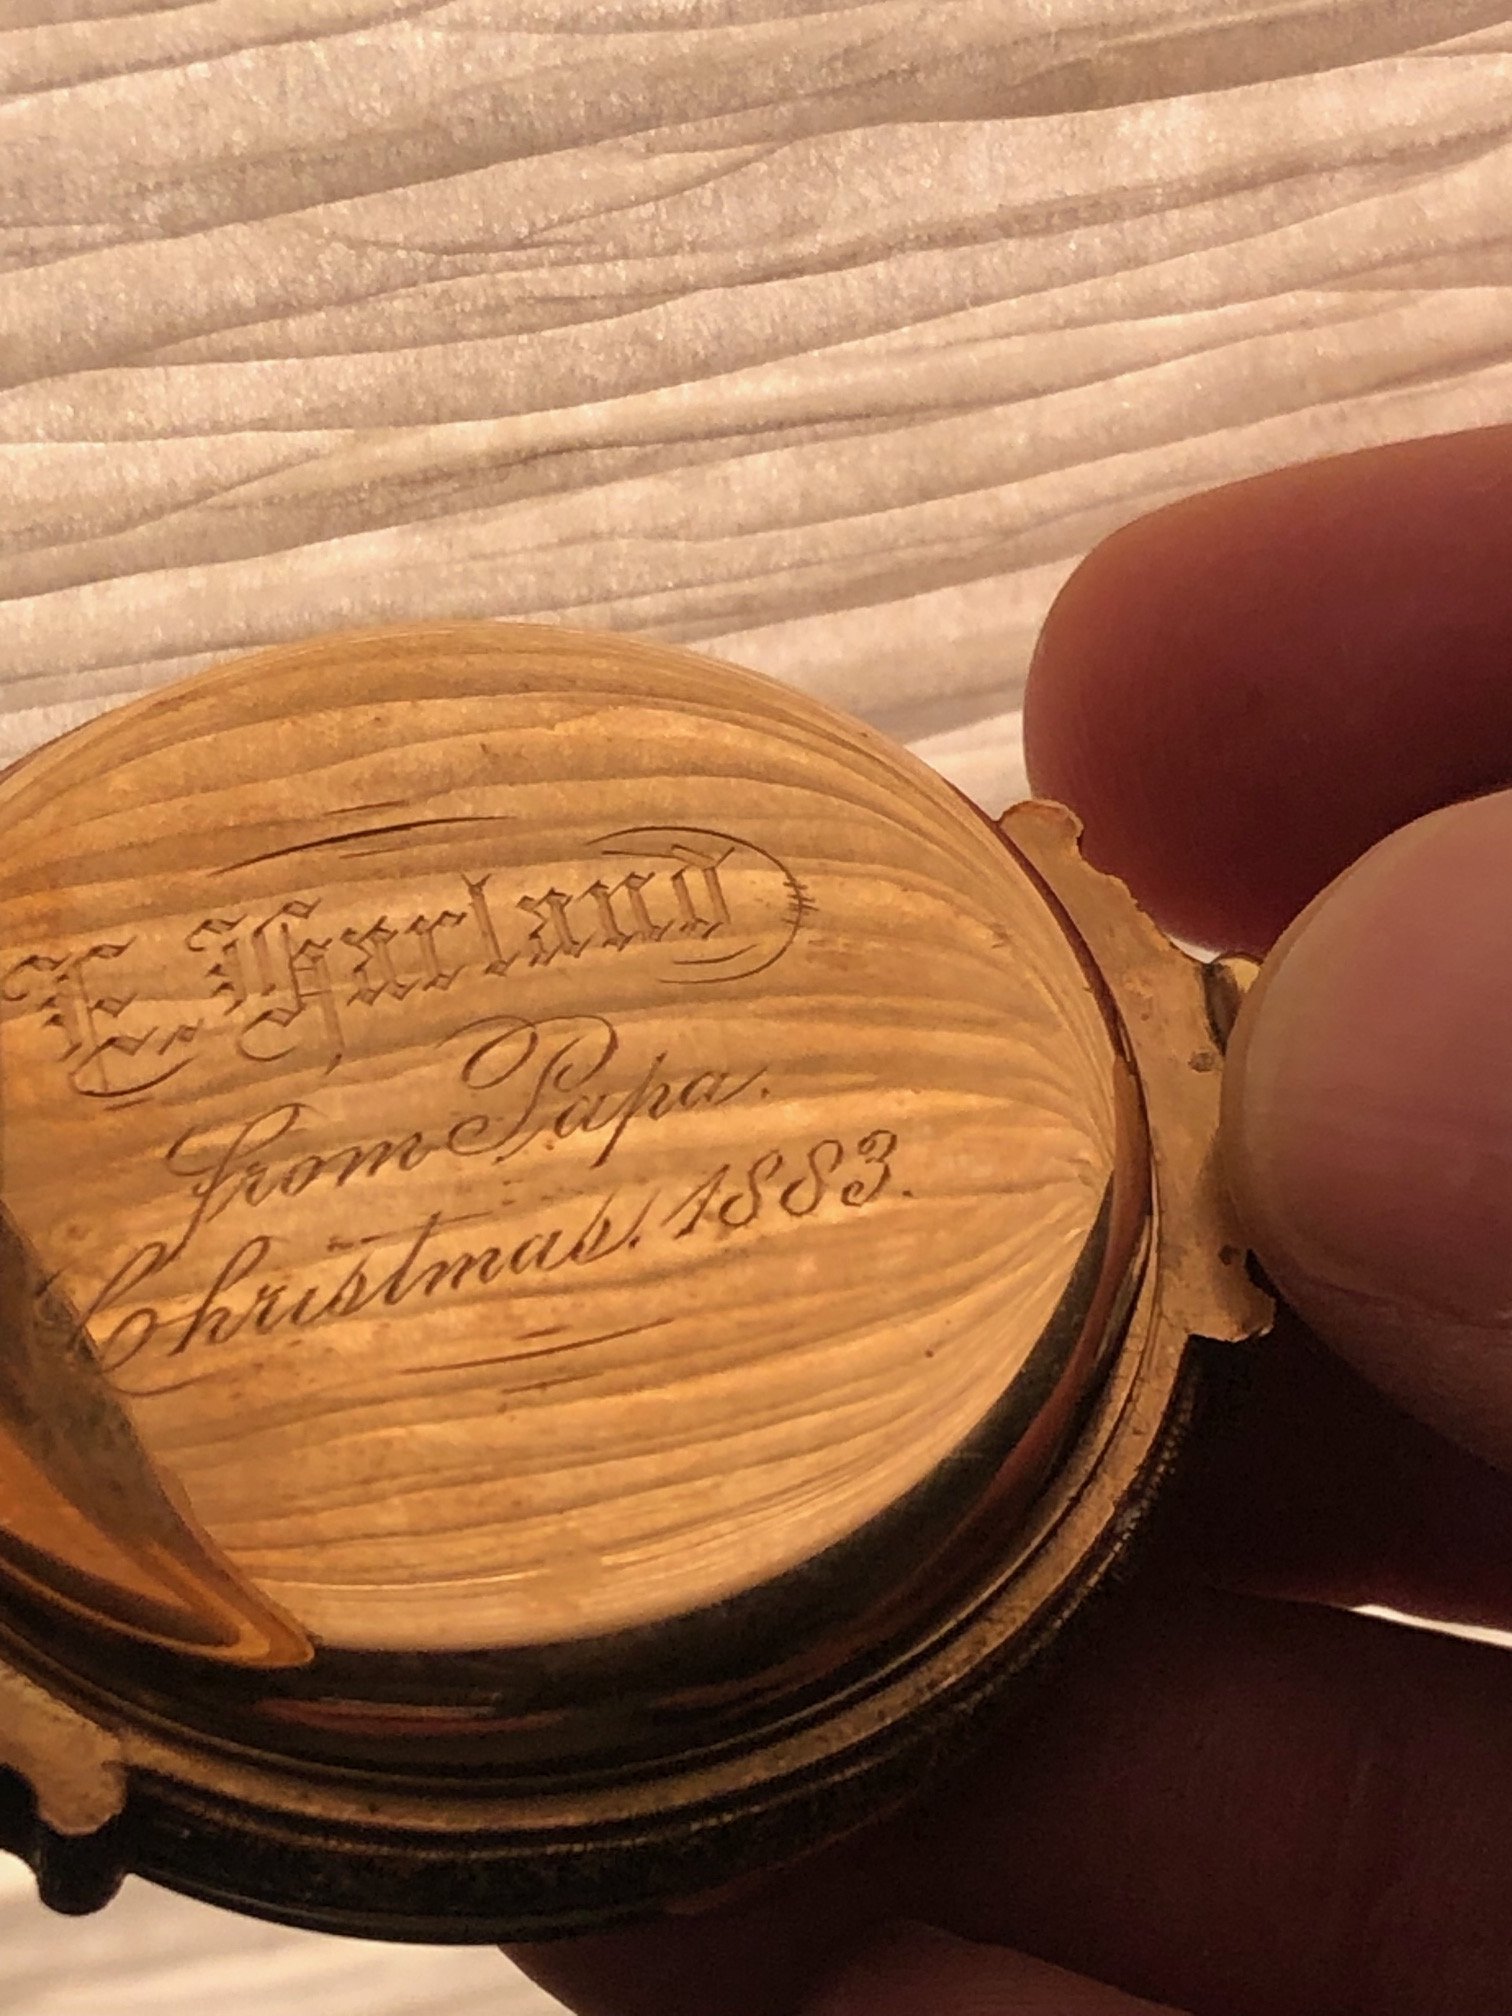 Harland
from Papa.
Christmas. 1883.